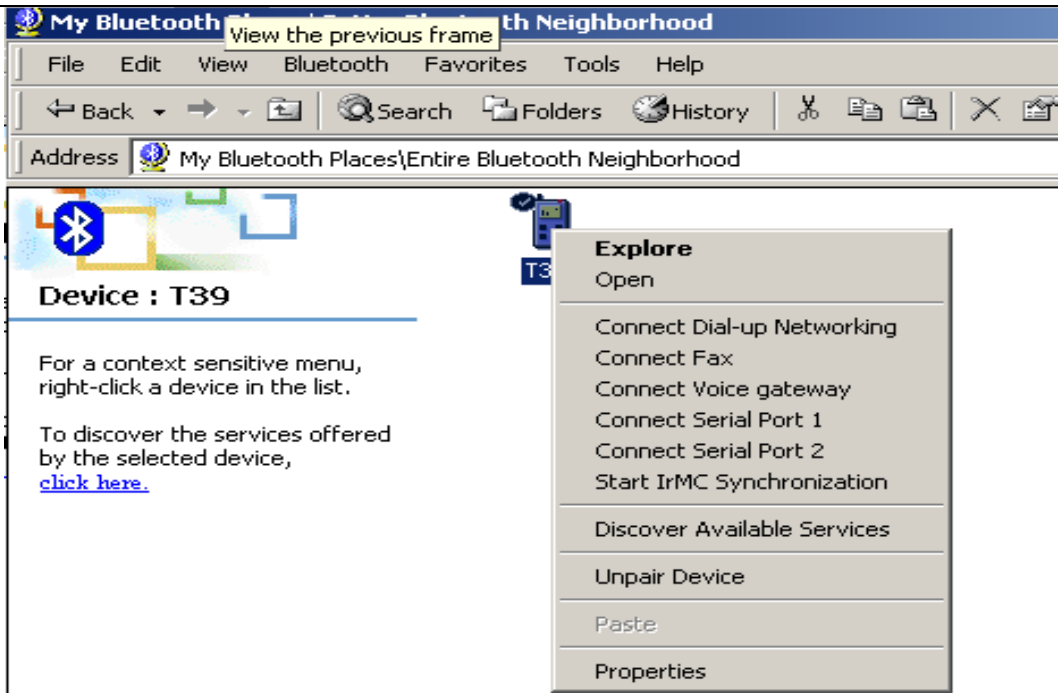 My Bluetooth
th Neighborhood
View the previous frame
File Edit View Bluetooth Favorites Tools Help
Back Search Folders History
Address My Bluetooth Places\Entire Bluetooth Neighborhood
T3
Device : T39
For a context sensitive menu,
right-click a device in the list.
To discover the services offered
by the selected device,
click here.
Explore
Open
Connect Dial-up Networking
Connect Fax
Connect Voice gateway
Connect Serial Port 1
Connect Serial Port 2
Start IrMC Synchronization
Discover Available Services
Unpair Device
Paste
Properties